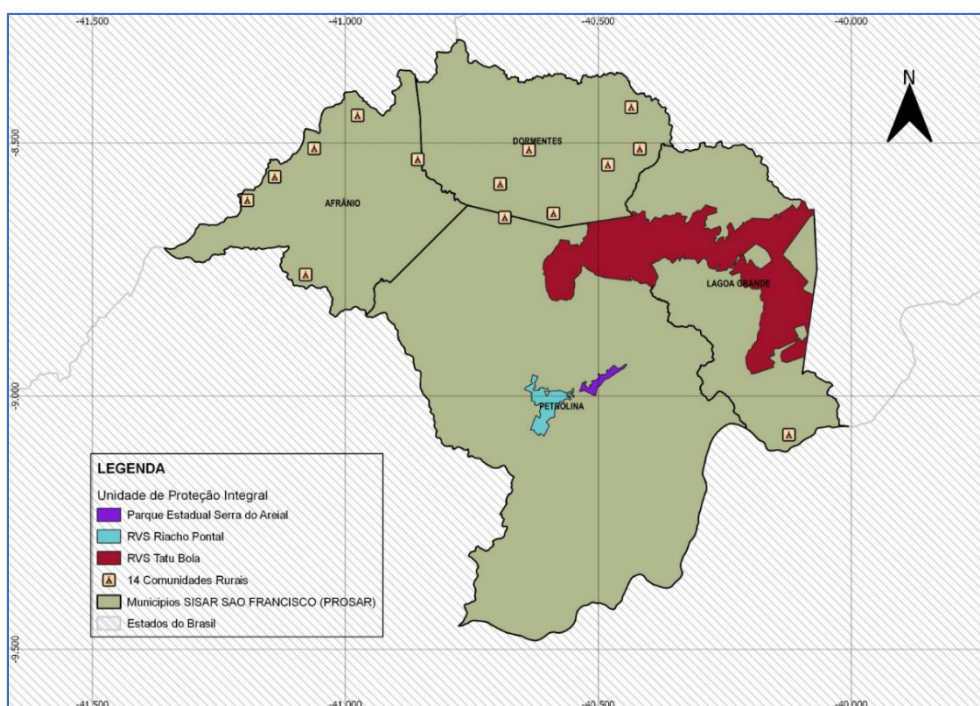 -41.500 -41.000 -40.500 -40.000
N
-8.500
DORMENTES
AFRÂNIO
LAGOA GRANDE
-9.000
PETROLINA
LEGENDA
Unidade de Proteção Integral
Parque Estadual Serra do Areial
RVS Riacho Pontal
RVS Tatu Bola
14 Comunidades Rurais
Municípios SISAR SAO FRANCISCO (PROSAR)
Estados do Brasil
-9.500
-41.500 -41.000 -40.500 -40.000